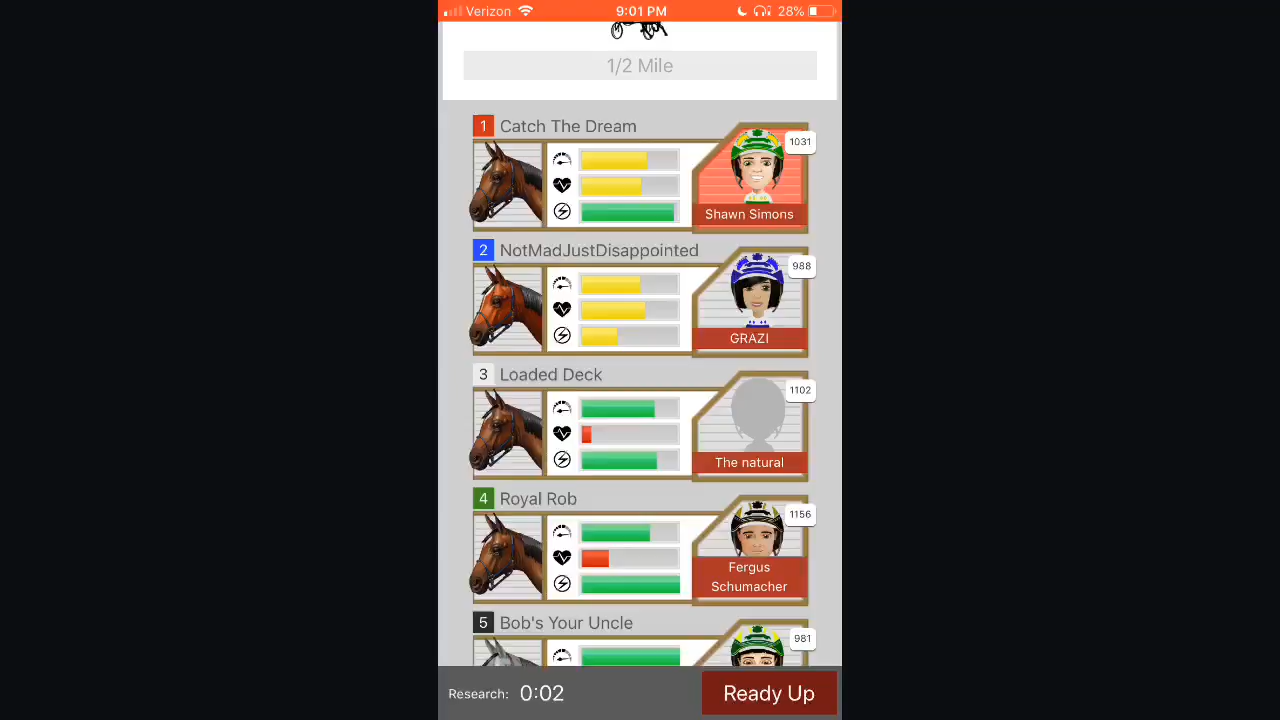 Verizon 9:01 PM 28%
1/2 Mile
1 Catch The Dream
1031
Shawn Simons
2 NotMadJustDisappointed
988
GRAZI
3 Loaded Deck
1102
The natural
4 Royal Rob
1156
Fergus
Schumacher
5 Bob's Your Uncle
981
Research: 0:02 Ready Up